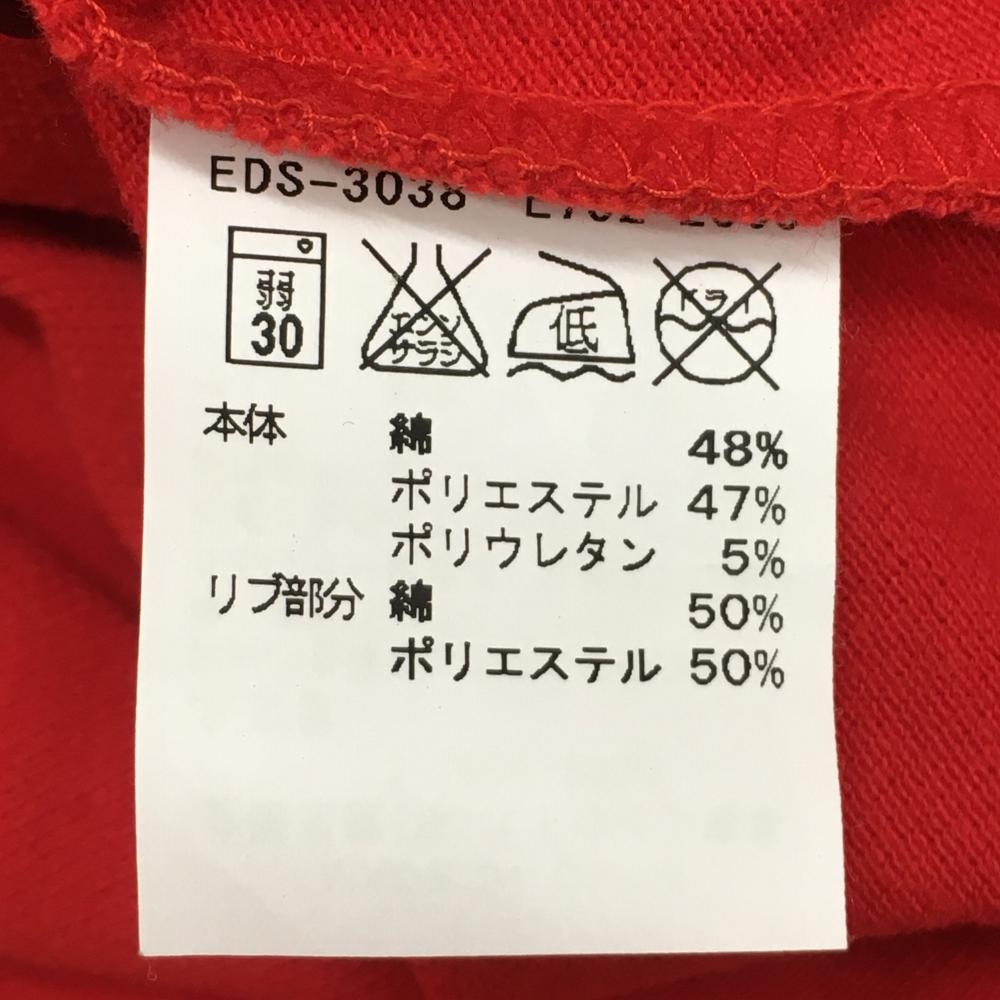 EDS-3038
弱 30 エンソサラシ 低 ドライ
本体 綿 48%
ポリエステル 47%
ポリウレタン 5%
リブ部分 綿 50%
ポリエステル 50%